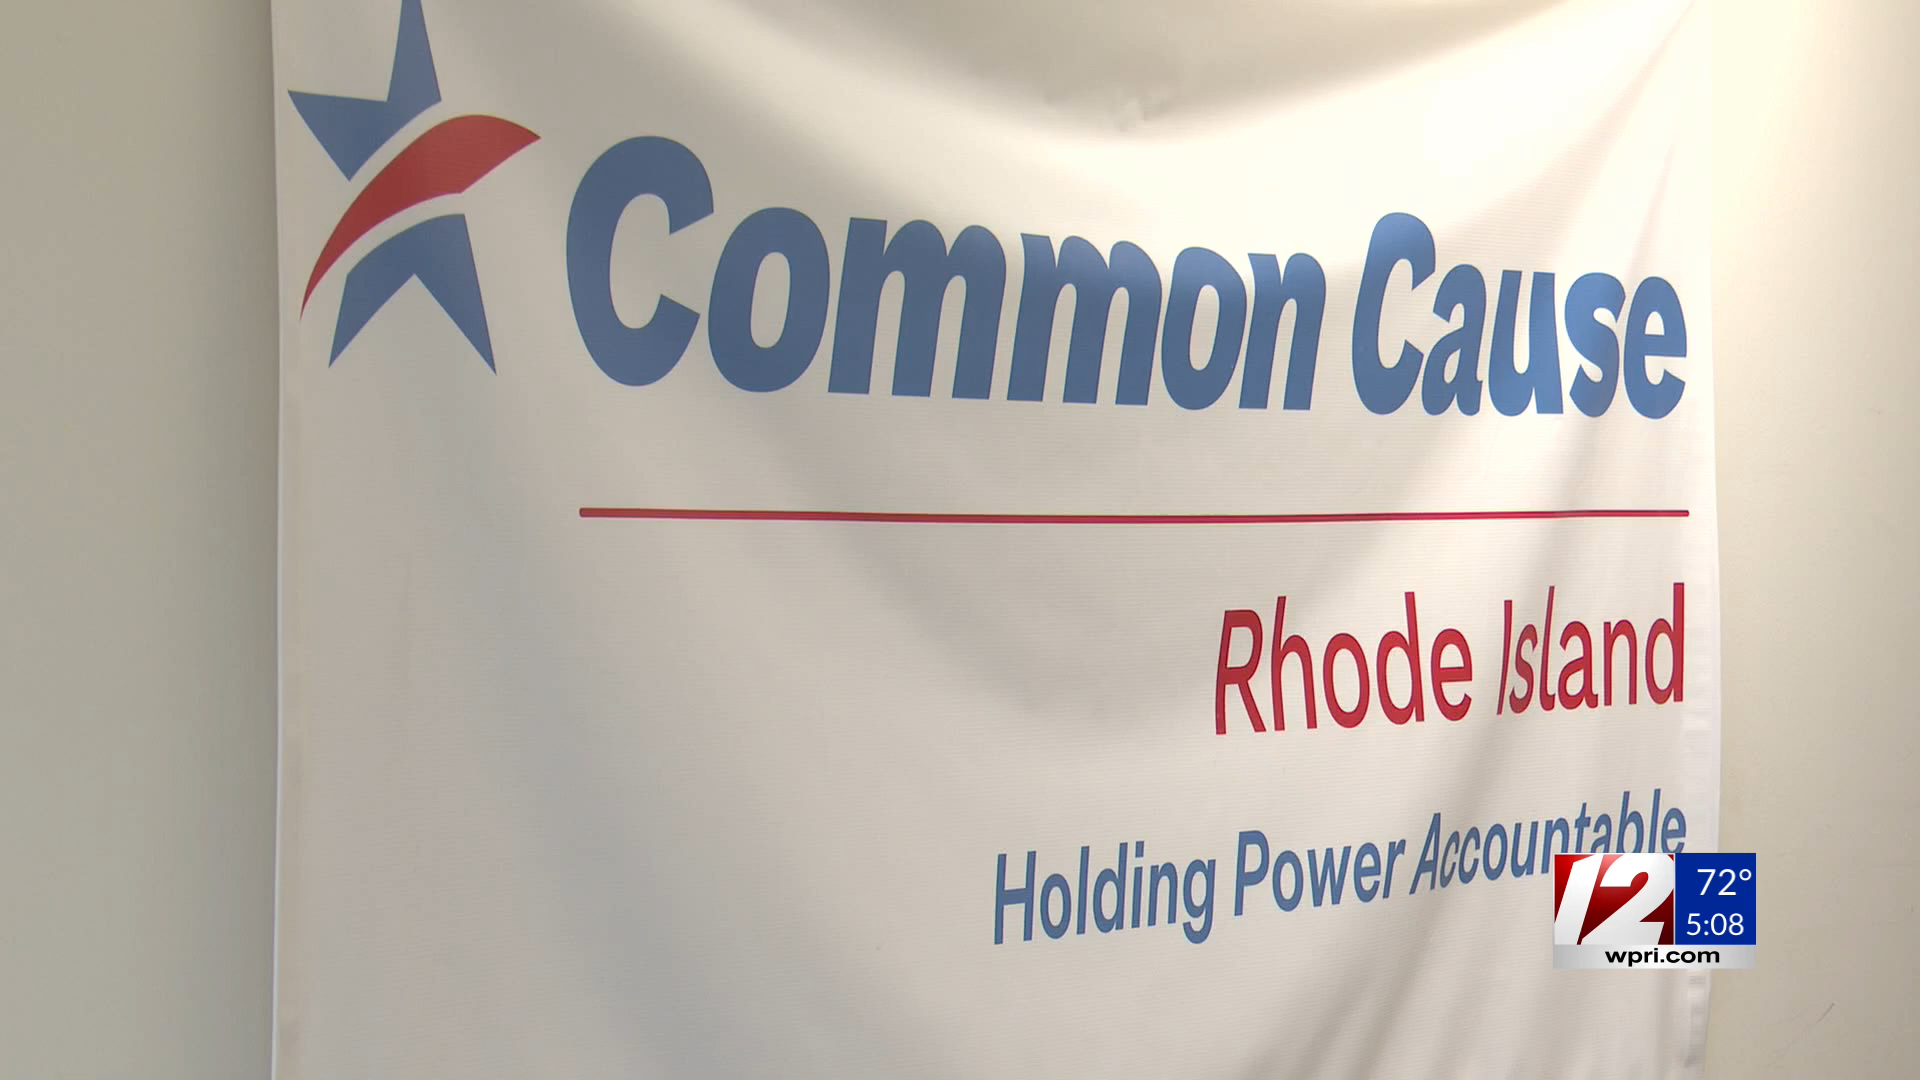 Common Cause
Rhode Island
Holding Power Accountable
12
72°
5:08
wpri.com